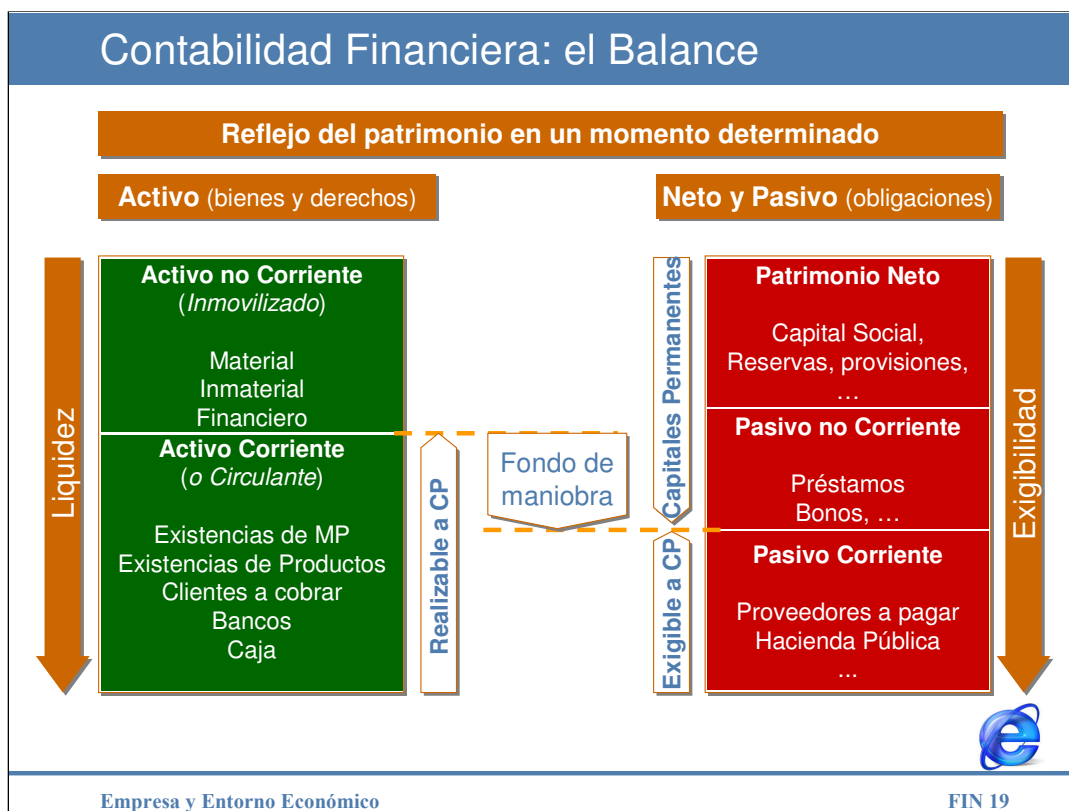 Contabilidad Financiera: el Balance
Reflejo del patrimonio en un momento determinado
Activo (bienes y derechos)
Neto y Pasivo (obligaciones)
Liquidez
Activo no Corriente
(Inmovilizado)
Material
Inmaterial
Financiero
Activo Corriente
(o Circulante)
Existencias de MP
Existencias de Productos
Clientes a cobrar
Bancos
Caja
Realizable a CP
Fondo de
maniobra
Capitales Permanentes
Exigible a CP
Patrimonio Neto
Capital Social,
Reservas, provisiones,
…
Pasivo no Corriente
Préstamos
Bonos, …
Pasivo Corriente
Proveedores a pagar
Hacienda Pública
...
Exigibilidad
Empresa y Entorno Económico
FIN 19